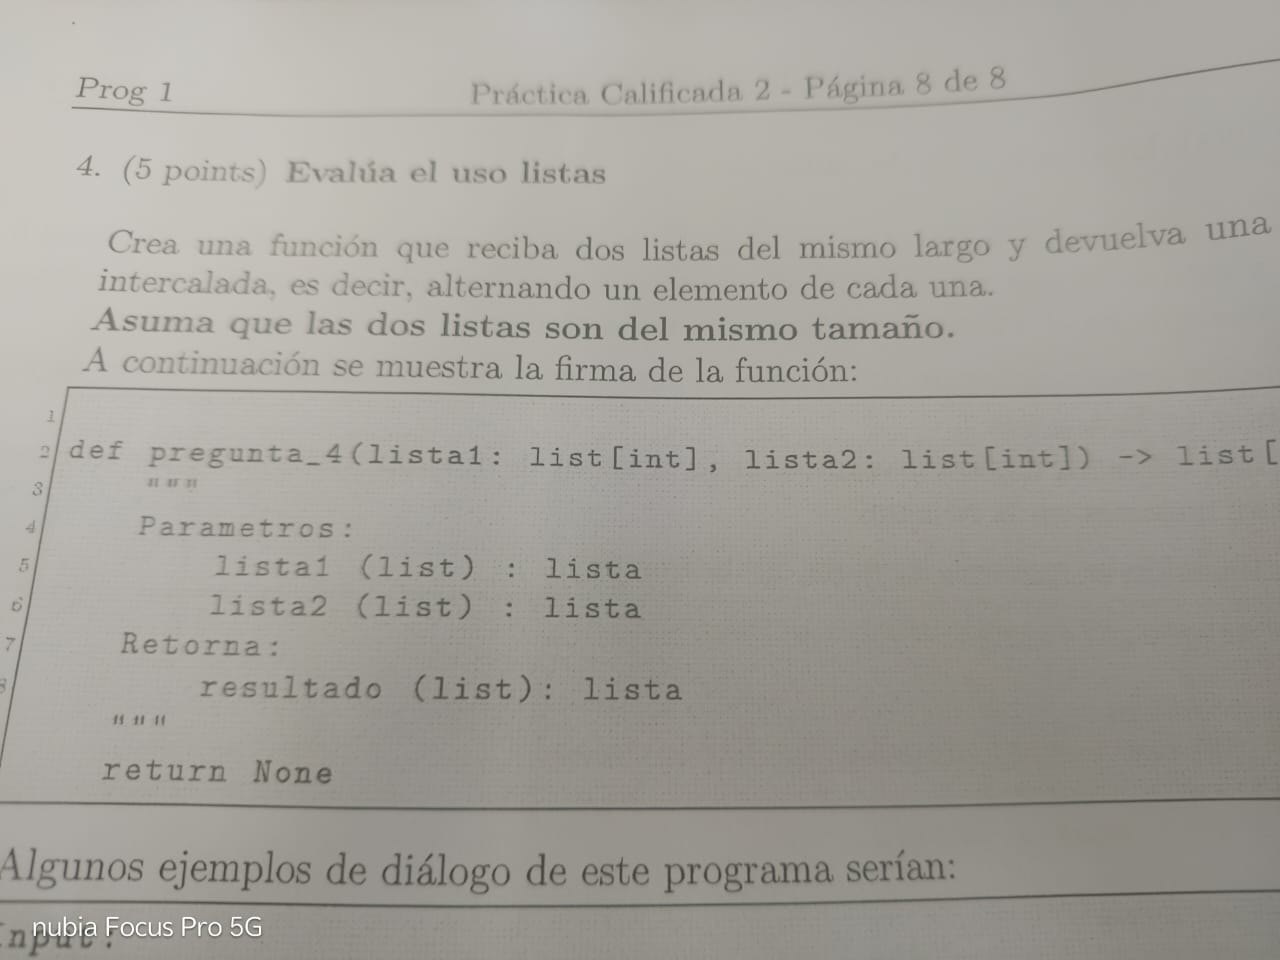 Prog 1 Práctica Calificada 2 - Página 8 de 8
4. (5 points) Evalúa el uso listas
Crea una función que reciba dos listas del mismo largo y devuelva una
intercalada, es decir, alternando un elemento de cada una.
Asuma que las dos listas son del mismo tamaño.
A continuación se muestra la firma de la función:
1
2 def pregunta_4(lista1: list[int], lista2: list[int]) -> list[
3 """
4 Parametros:
5 lista1 (list) : lista
6 lista2 (list) : lista
7 Retorna:
8 resultado (list): lista
"""
return None
Algunos ejemplos de diálogo de este programa serían:
Input:
nubia Focus Pro 5G